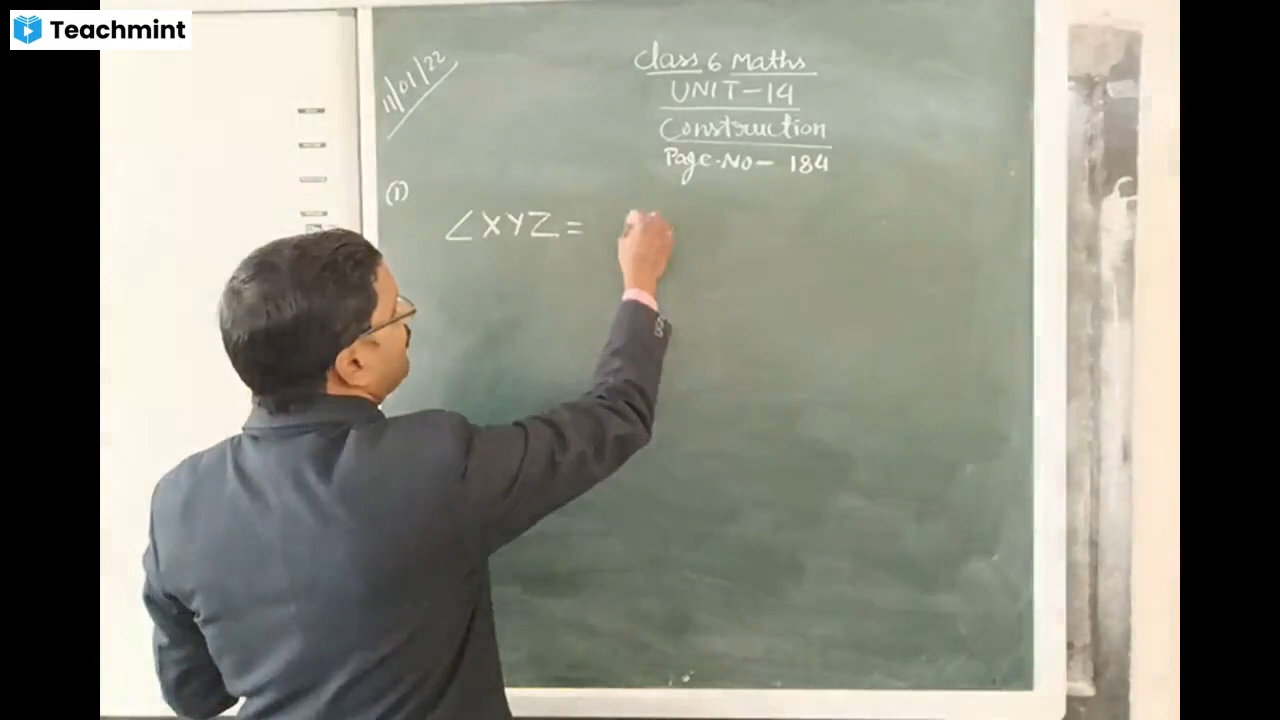 Teachmint
11/01/22
Class 6 Maths
UNIT-14
Construction
Page-No- 184
(1)
∠XYZ=